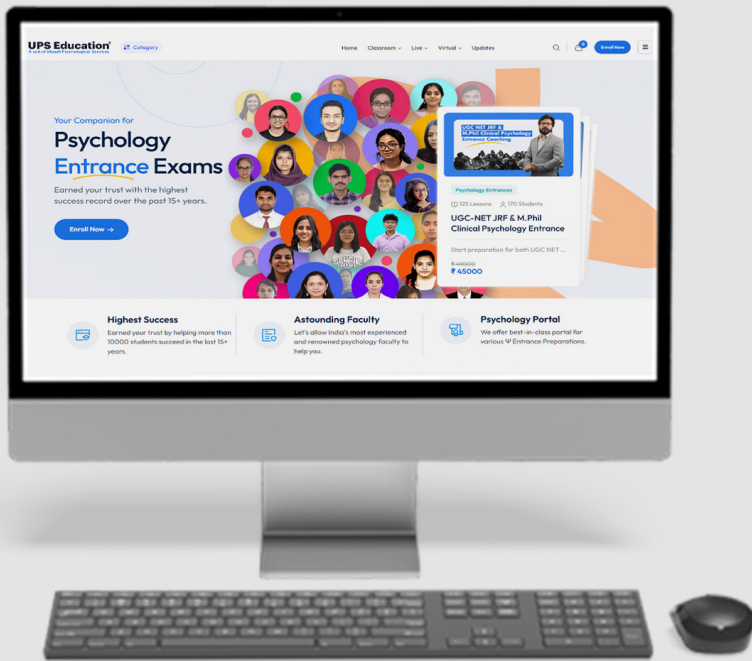 UPS Education
Category
Home Classroom Live Virtual Updates
0
Enroll Now
Your Companion for
Psychology
Entrance Exams
Earned your trust with the highest
success record over the past 15+ years.
Enroll Now →
UGC NET JRF &
M.Phil Clinical Psychology
Entrance Coaching
Psychology Entrances
125 Lessons 170 Students
UGC-NET JRF & M.Phil
Clinical Psychology Entrance
Start preparation for both UGC NET ...
₹ 49000
₹ 45000
Highest Success
Earned your trust by helping more than
10000 students succeed in the last 15+
years.
Astounding Faculty
Let's allow India's most experienced
and renowned psychology faculty to
help you.
Psychology Portal
We offer best-in-class portal for
various Ψ Entrance Preparations.